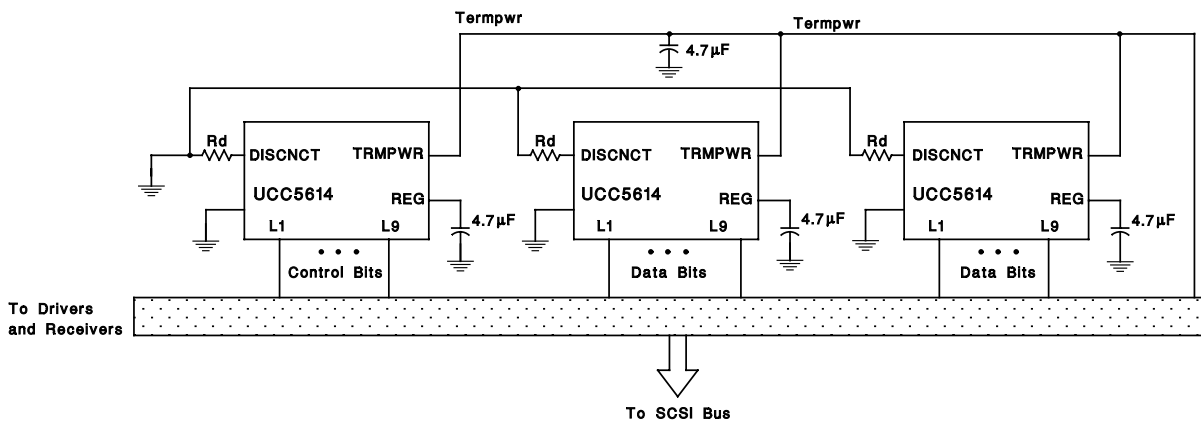 Termpwr
Termpwr
4.7µF
Rd
Rd
Rd
DISCNCT TRMPWR
DISCNCT TRMPWR
DISCNCT TRMPWR
UCC5614
REG
4.7µF
UCC5614
REG
4.7µF
UCC5614
REG
4.7µF
L1 L9
L1 L9
L1 L9
Control Bits
Data Bits
Data Bits
To Drivers
and Receivers
To SCSI Bus